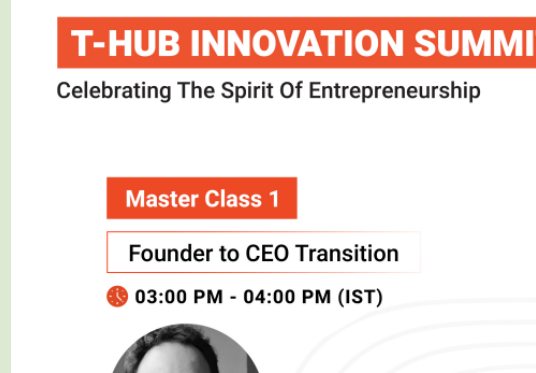 T-HUB INNOVATION SUMMI
Celebrating The Spirit Of Entrepreneurship
Master Class 1
Founder to CEO Transition
03:00 PM - 04:00 PM (IST)